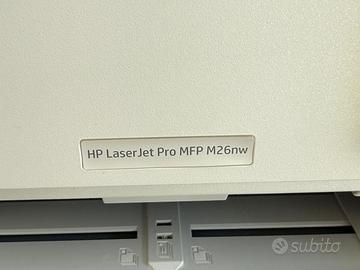 HP LaserJet Pro MFP M26nw
subito